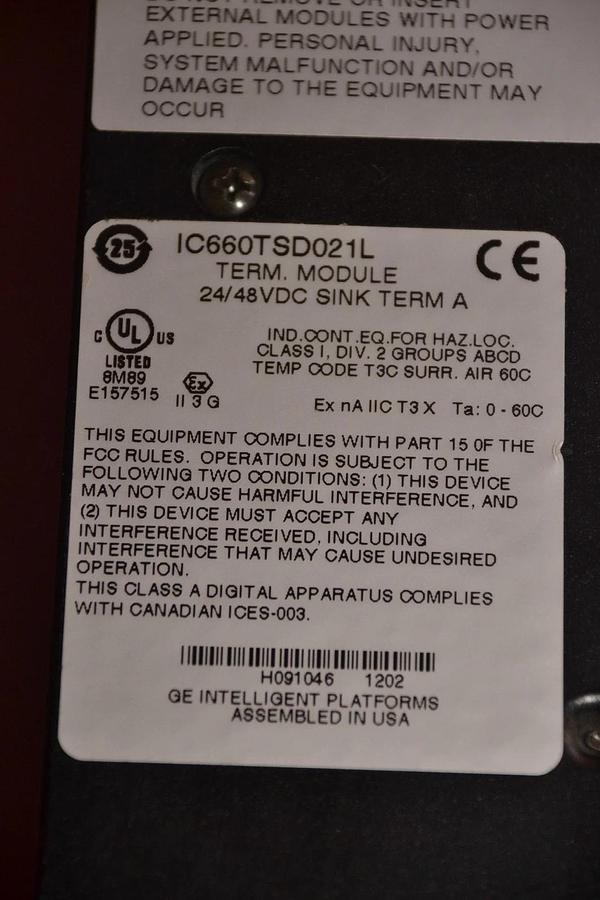 DO NOT REMOVE OR INSERT
EXTERNAL MODULES WITH POWER
APPLIED. PERSONAL INJURY,
SYSTEM MALFUNCTION AND/OR
DAMAGE TO THE EQUIPMENT MAY
OCCUR
25
IC660TSD021L
CE
TERM. MODULE
24/48VDC SINK TERM A
C UL US
LISTED
8M89
E157515
Ex
II 3 G
IND.CONT.EQ.FOR HAZ.LOC.
CLASS I, DIV. 2 GROUPS ABCD
TEMP CODE T3C SURR. AIR 60C
Ex nA IIC T3 X Ta: 0 - 60C
THIS EQUIPMENT COMPLIES WITH PART 15 0F THE
FCC RULES. OPERATION IS SUBJECT TO THE
FOLLOWING TWO CONDITIONS: (1) THIS DEVICE
MAY NOT CAUSE HARMFUL INTERFERENCE, AND
(2) THIS DEVICE MUST ACCEPT ANY
INTERFERENCE RECEIVED, INCLUDING
INTERFERENCE THAT MAY CAUSE UNDESIRED
OPERATION.
THIS CLASS A DIGITAL APPARATUS COMPLIES
WITH CANADIAN ICES-003.
H091046 1202
GE INTELLIGENT PLATFORMS
ASSEMBLED IN USA